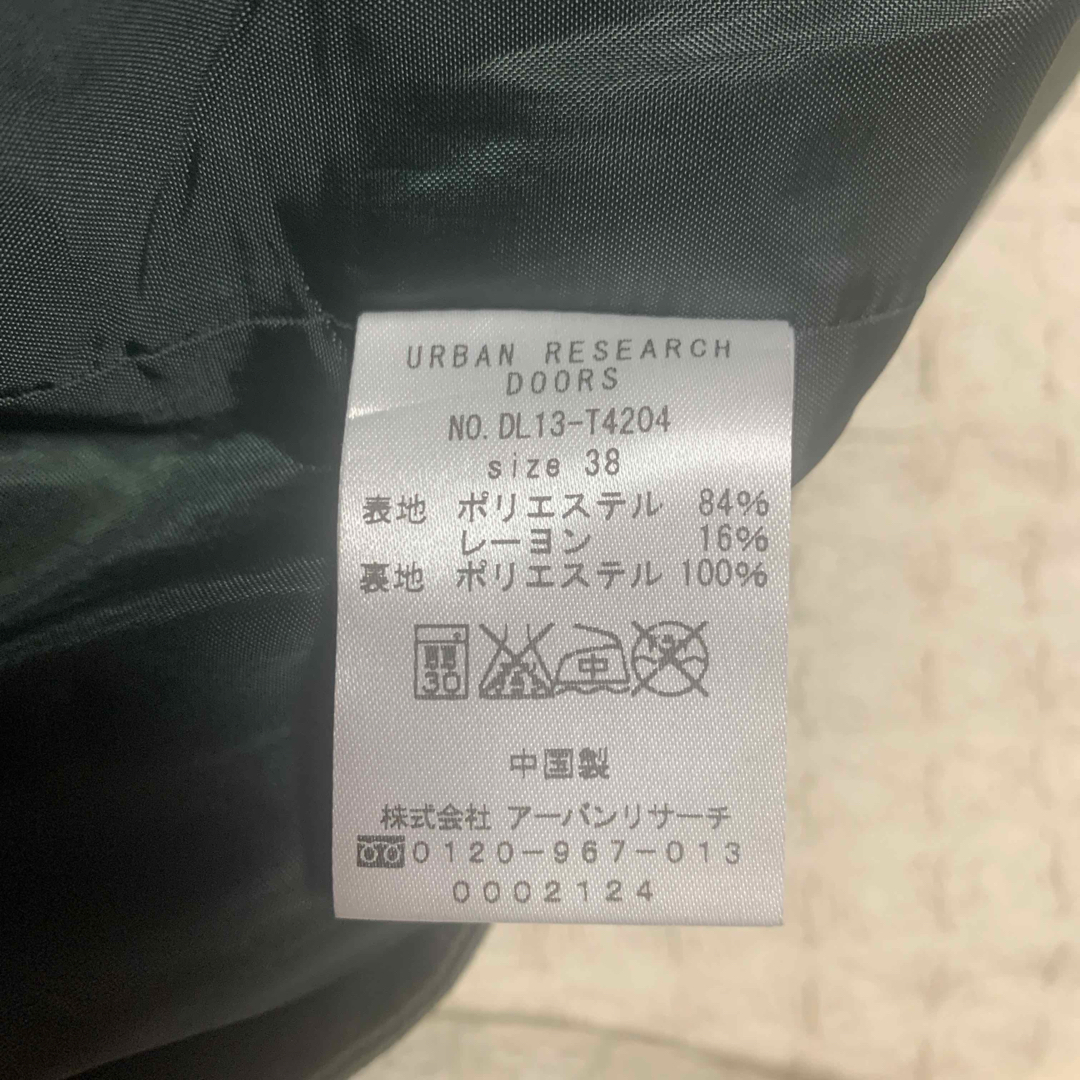 URBAN RESEARCH
DOORS
NO. DL13-T4204
size 38
表地 ポリエステル 84%
レーヨン 16%
裏地 ポリエステル 100%
30 中
中国製
株式会社 アーバンリサーチ
0120-967-013
0002124